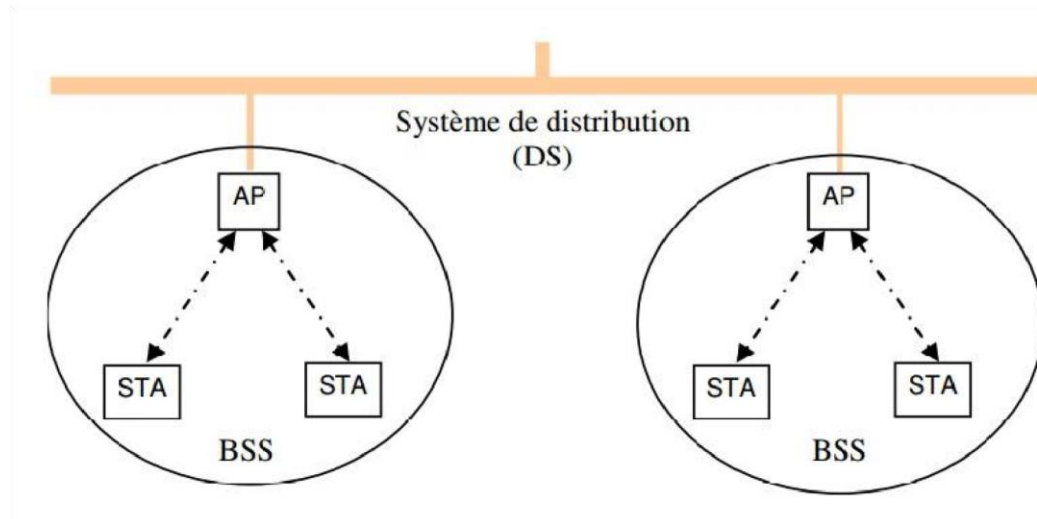 Système de distribution
(DS)
AP
AP
STA
STA
STA
STA
BSS
BSS